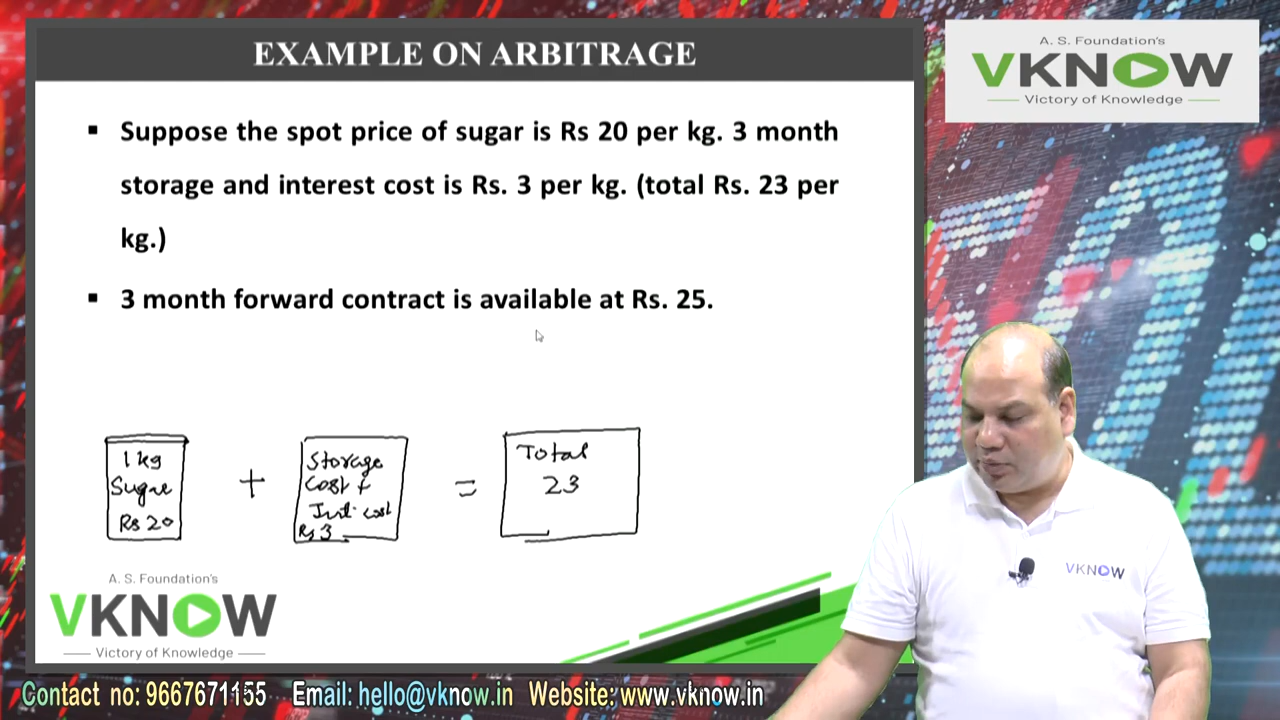 EXAMPLE ON ARBITRAGE
▪ Suppose the spot price of sugar is Rs 20 per kg. 3 month
storage and interest cost is Rs. 3 per kg. (total Rs. 23 per
kg.)
▪ 3 month forward contract is available at Rs. 25.
1 kg
Sugre
Rs 20
+
Storage
Cost +
Int. cost
Rs 3
=
Total
23
A. S. Foundation's
VKNOW
Victory of Knowledge
A. S. Foundation's
VKNOW
Victory of Knowledge
VKNOW
Contact no: 9667671155 Email: hello@vknow.in Website: www.vknow.in